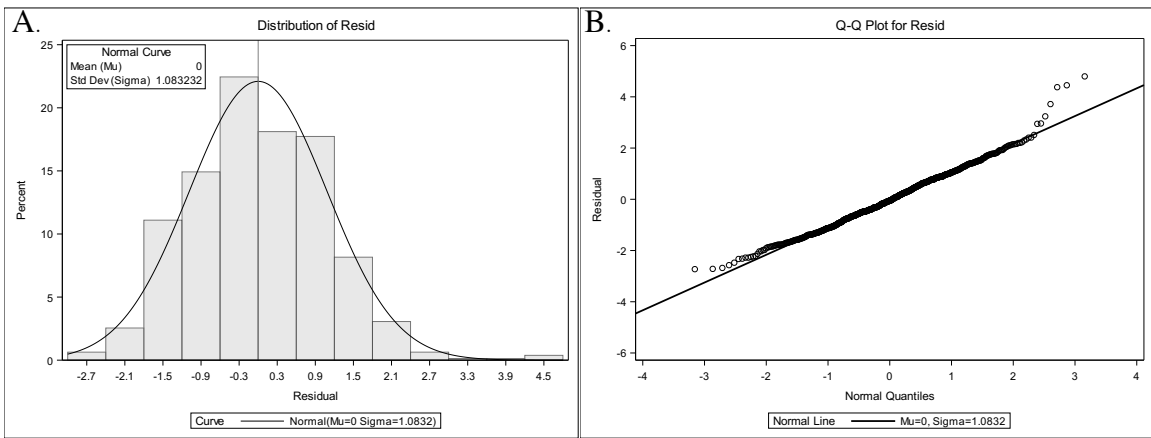 A.
Distribution of Resid
25
20
15
10
5
0
Percent
Normal Curve
Mean (Mu) 0
Std Dev (Sigma) 1.083232
-2.7 -2.1 -1.5 -0.9 -0.3 0.3 0.9 1.5 2.1 2.7 3.3 3.9 4.5
Residual
Curve Normal(Mu=0 Sigma=1.0832)
B.
Q-Q Plot for Resid
6
4
2
0
-2
-4
-6
Residual
-4 -3 -2 -1 0 1 2 3 4
Normal Quantiles
Normal Line Mu=0, Sigma=1.0832